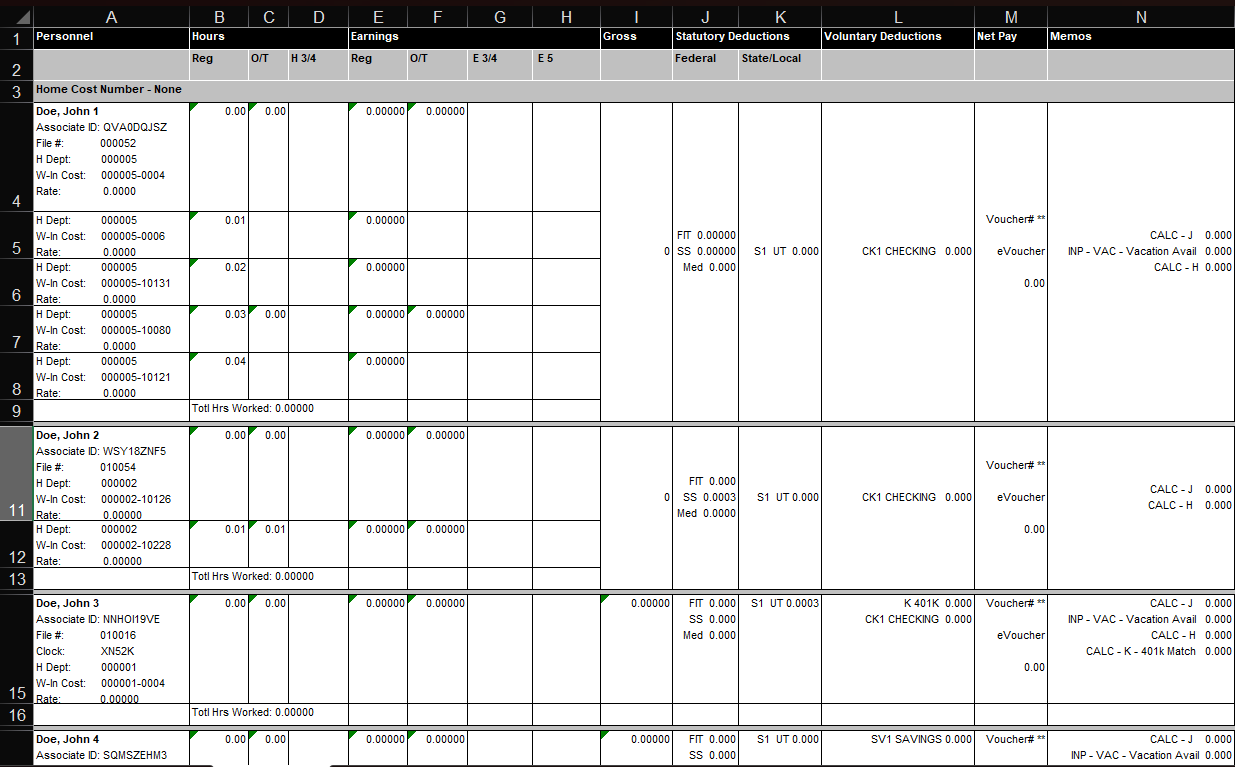 A B C D E F G H I J K L M N
1 Personnel Hours Earnings Gross Statutory Deductions Voluntary Deductions Net Pay Memos
2 Reg O/T H 3/4 Reg O/T E 3/4 E 5 Federal State/Local
3 Home Cost Number - None
4
Doe, John 1 0.00 0.00 0.00000 0.00000
Associate ID: QVA0DQJSZ
File #: 000052
H Dept: 000005
W-In Cost: 000005-0004
Rate: 0.0000
5
H Dept: 000005 0.01 0.00000
W-In Cost: 000005-0006
Rate: 0.0000
6
H Dept: 000005 0.02 0.00000
W-In Cost: 000005-10131
Rate: 0.0000
7
H Dept: 000005 0.03 0.00 0.00000 0.00000
W-In Cost: 000005-10080
Rate: 0.0000
8
H Dept: 000005 0.04 0.00000
W-In Cost: 000005-10121
Rate: 0.0000
0
FIT 0.00000
SS 0.00000
Med 0.000
S1 UT 0.000
CK1 CHECKING 0.000
Voucher# **
eVoucher
0.00
CALC - J 0.000
INP - VAC - Vacation Avail 0.000
CALC - H 0.000
9 Totl Hrs Worked: 0.00000
11
Doe, John 2 0.00 0.00 0.00000 0.00000
Associate ID: WSY18ZNF5
File #: 010054
H Dept: 000002
W-In Cost: 000002-10126
Rate: 0.00000
12
H Dept: 000002 0.01 0.01 0.00000 0.00000
W-In Cost: 000002-10228
Rate: 0.00000
0
FIT 0.000
SS 0.0003
Med 0.0000
S1 UT 0.000
CK1 CHECKING 0.000
Voucher# **
eVoucher
0.00
CALC - J 0.000
CALC - H 0.000
13 Totl Hrs Worked: 0.00000
15
Doe, John 3 0.00 0.00 0.00000 0.00000 0.00000 FIT 0.000 S1 UT 0.0003 K 401K 0.000 Voucher# ** CALC - J 0.000
Associate ID: NNHOI19VE SS 0.000 CK1 CHECKING 0.000 INP - VAC - Vacation Avail 0.000
File #: 010016 Med 0.000 eVoucher CALC - H 0.000
Clock: XN52K CALC - K - 401k Match 0.000
H Dept: 000001 0.00
W-In Cost: 000001-0004
Rate: 0.00000
16 Totl Hrs Worked: 0.00000
Doe, John 4 0.00 0.00 0.00000 0.00000 0.00000 FIT 0.000 S1 UT 0.000 SV1 SAVINGS 0.000 Voucher# ** CALC - J 0.000
Associate ID: SQMSZEHM3 SS 0.000 INP - VAC - Vacation Avail 0.000